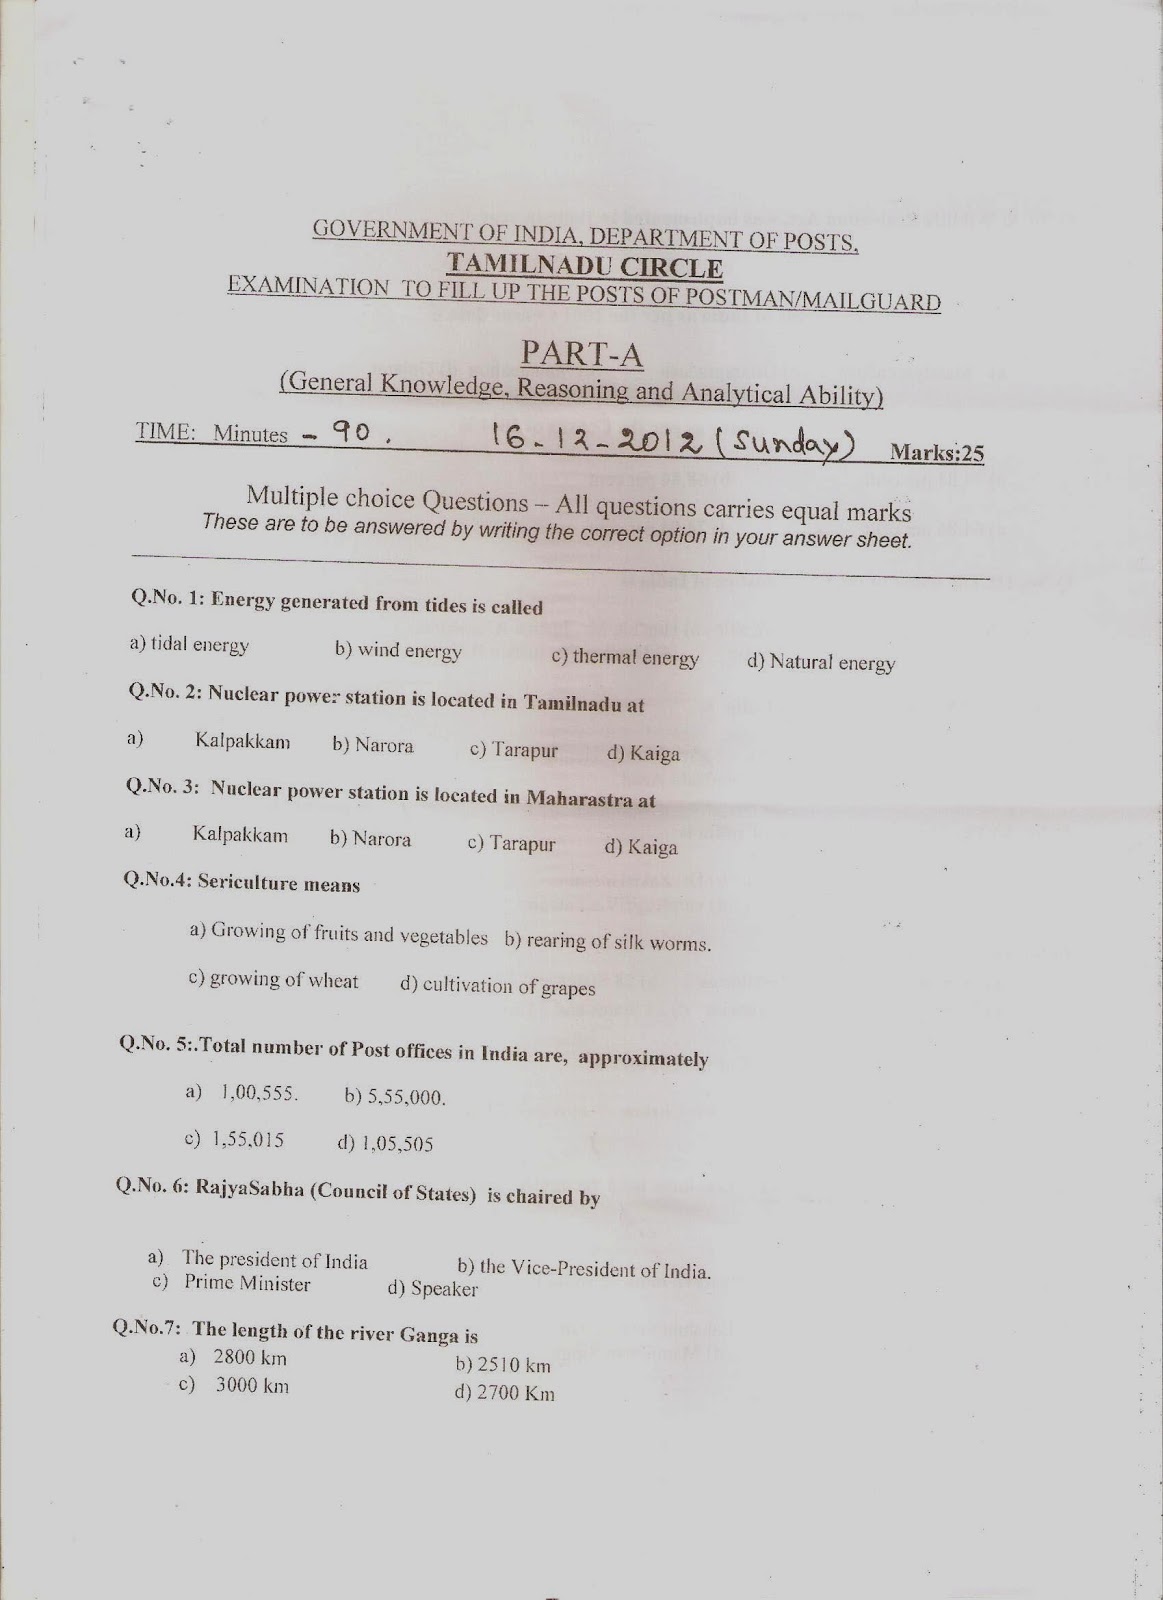 GOVERNMENT OF INDIA, DEPARTMENT OF POSTS,
TAMILNADU CIRCLE
EXAMINATION TO FILL UP THE POSTS OF POSTMAN/MAILGUARD
PART-A
(General Knowledge, Reasoning and Analytical Ability)
TIME: Minutes - 90. 16-12-2012 (Sunday) Marks:25
Multiple choice Questions – All questions carries equal marks
These are to be answered by writing the correct option in your answer sheet.
Q.No. 1: Energy generated from tides is called
a) tidal energy b) wind energy c) thermal energy d) Natural energy
Q.No. 2: Nuclear power station is located in Tamilnadu at
a) Kalpakkam b) Narora c) Tarapur d) Kaiga
Q.No. 3: Nuclear power station is located in Maharastra at
a) Kalpakkam b) Narora c) Tarapur d) Kaiga
Q.No.4: Sericulture means
a) Growing of fruits and vegetables b) rearing of silk worms.
c) growing of wheat d) cultivation of grapes
Q.No. 5:.Total number of Post offices in India are, approximately
a) 1,00,555. b) 5,55,000.
c) 1,55,015 d) 1,05,505
Q.No. 6: RajyaSabha (Council of States) is chaired by
a) The president of India b) the Vice-President of India.
c) Prime Minister d) Speaker
Q.No.7: The length of the river Ganga is
a) 2800 km b) 2510 km
c) 3000 km d) 2700 Km